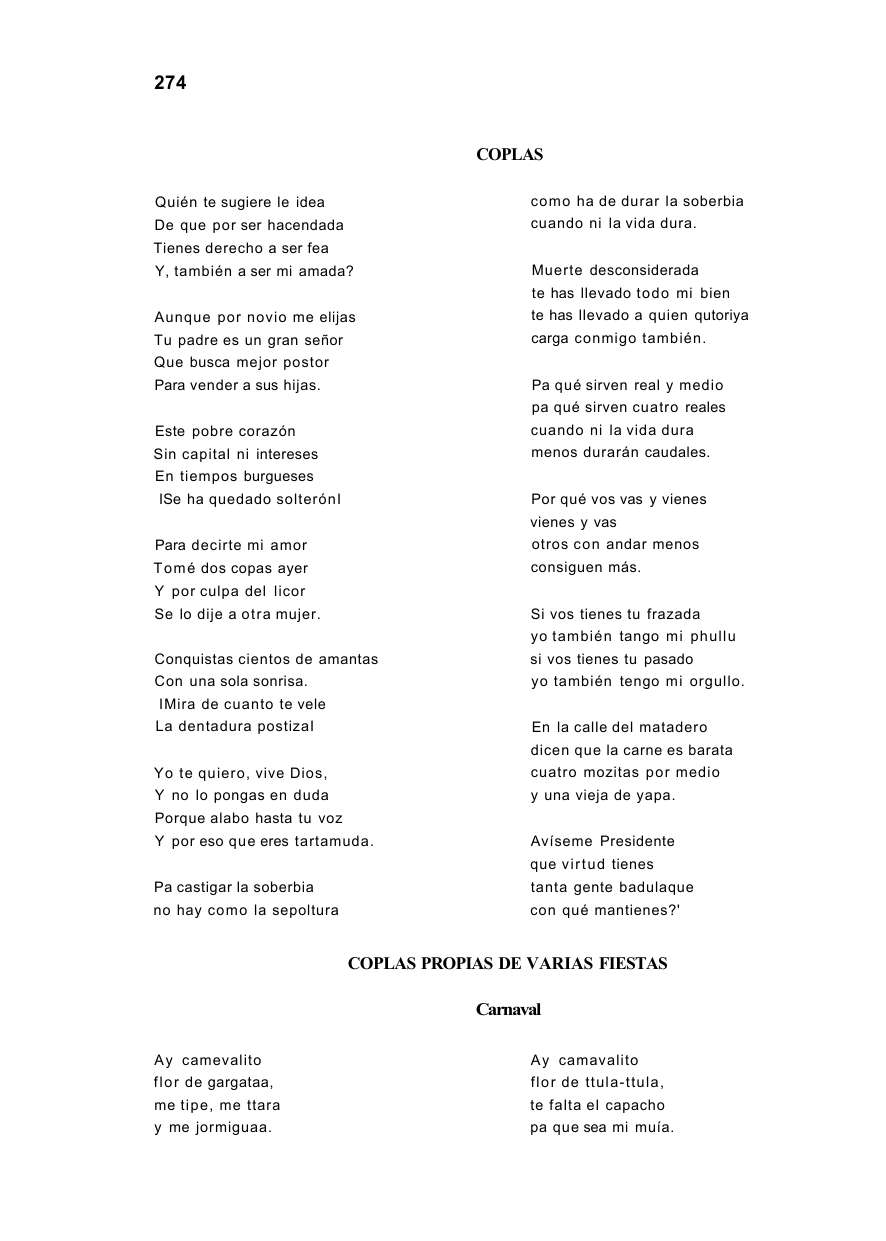 274
COPLAS
Quién te sugiere le idea
De que por ser hacendada
Tienes derecho a ser fea
Y, también a ser mi amada?
Aunque por novio me elijas
Tu padre es un gran señor
Que busca mejor postor
Para vender a sus hijas.
Este pobre corazón
Sin capital ni intereses
En tiempos burgueses
ISe ha quedado solterónI
Para decirte mi amor
Tomé dos copas ayer
Y por culpa del licor
Se lo dije a otra mujer.
Conquistas cientos de amantas
Con una sola sonrisa.
IMira de cuanto te vele
La dentadura postizaI
Yo te quiero, vive Dios,
Y no lo pongas en duda
Porque alabo hasta tu voz
Y por eso que eres tartamuda.
Pa castigar la soberbia
no hay como la sepoltura
como ha de durar la soberbia
cuando ni la vida dura.
Muerte desconsiderada
te has llevado todo mi bien
te has llevado a quien qutoriya
carga conmigo también.
Pa qué sirven real y medio
pa qué sirven cuatro reales
cuando ni la vida dura
menos durarán caudales.
Por qué vos vas y vienes
vienes y vas
otros con andar menos
consiguen más.
Si vos tienes tu frazada
yo también tango mi phullu
si vos tienes tu pasado
yo también tengo mi orgullo.
En la calle del matadero
dicen que la carne es barata
cuatro mozitas por medio
y una vieja de yapa.
Avíseme Presidente
que virtud tienes
tanta gente badulaque
con qué mantienes?'
COPLAS PROPIAS DE VARIAS FIESTAS
Carnaval
Ay camevalito
flor de gargataa,
me tipe, me ttara
y me jormiguaa.
Ay camavalito
flor de ttula-ttula,
te falta el capacho
pa que sea mi muía.